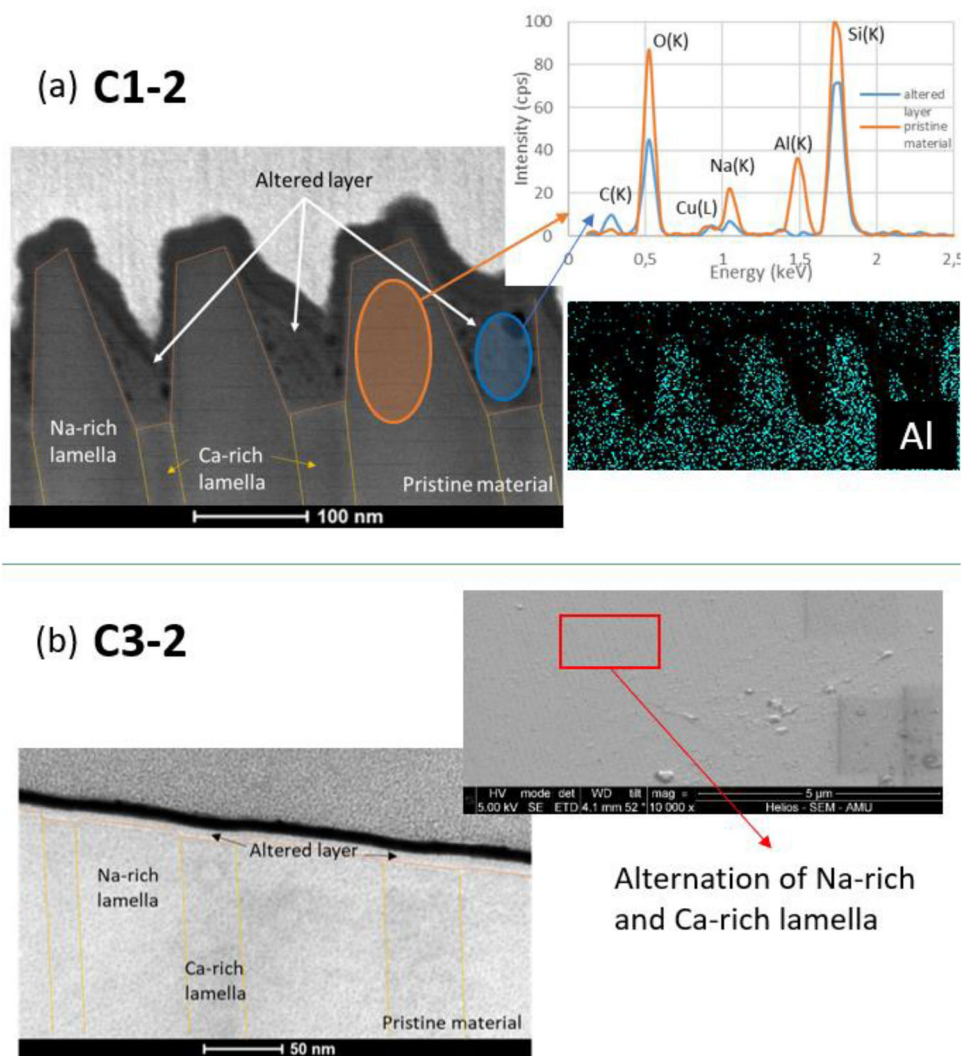 (a) C1-2
Intensity (cps)
100
80
60
40
20
0
O(K)
Si(K)
altered
layer
pristine
material
Al(K)
Na(K)
C(K)
Cu(L)
0
0,5
1
1,5
2
2,5
Energy (keV)
Altered layer
Na-rich
lamella
Ca-rich
lamella
Pristine material
100 nm
Al
(b) C3-2
HV mode det WD tilt mag =
5.00 kV SE ETD 4.1 mm 52 ° 10 000 x
5 µm
Helios - SEM - AMU
Altered layer
Na-rich
lamella
Ca-rich
lamella
Pristine material
50 nm
Alternation of Na-rich
and Ca-rich lamella